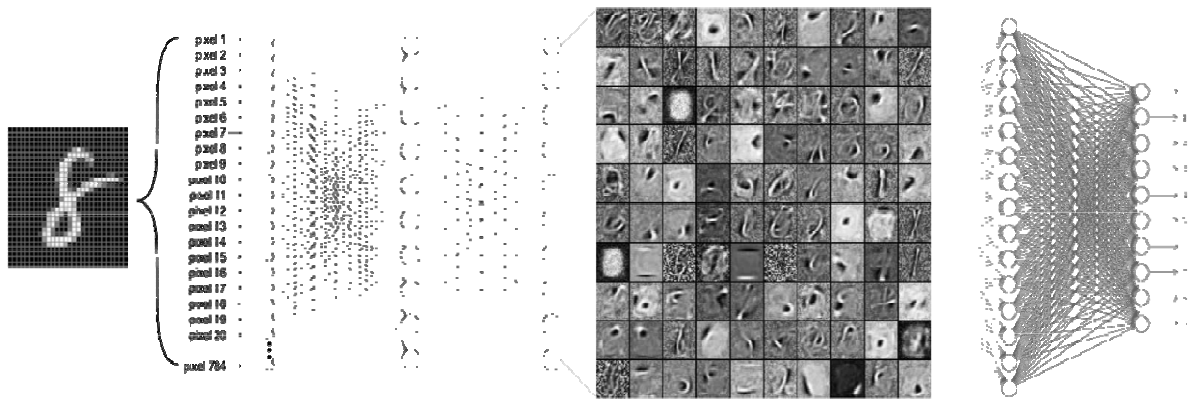 pixel 1
pixel 2
pixel 3
pixel 4
pixel 5
pixel 6
pixel 7
pixel 8
pixel 9
pixel 10
pixel 11
pixel 12
pixel 13
pixel 14
pixel 15
pixel 16
pixel 17
pixel 18
pixel 19
pixel 20
pixel 784